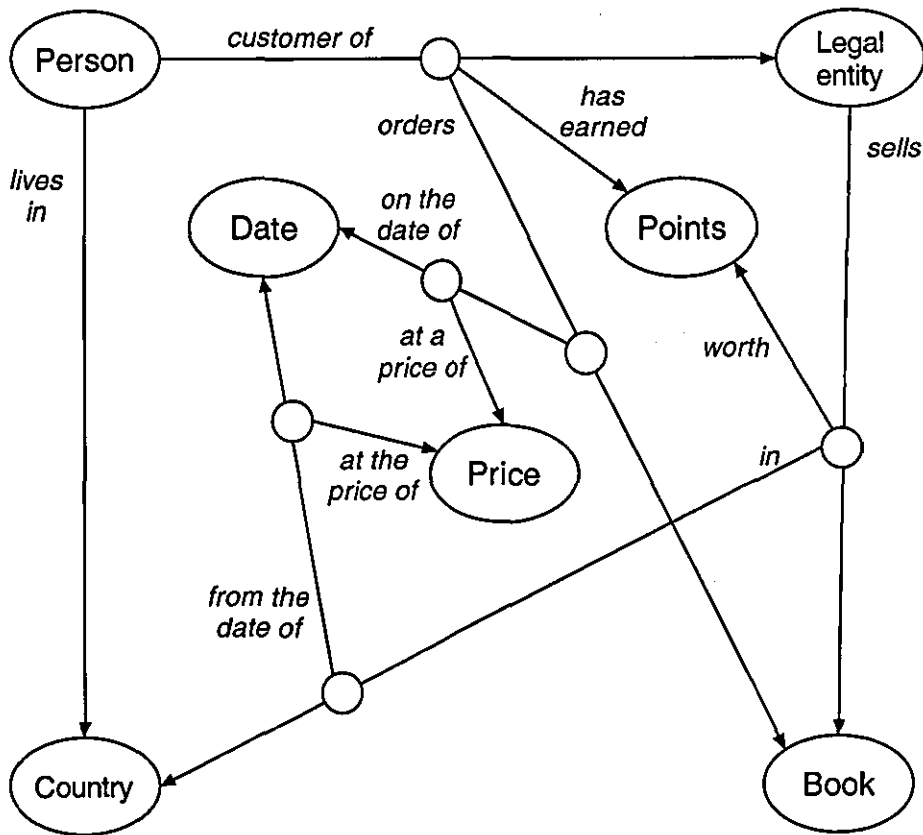 customer of
Person
Legal
entity
has
earned
orders
sells
lives
in
on the
date of
Date
Points
at a
price of
worth
at the
price of
Price
in
from the
date of
Country
Book